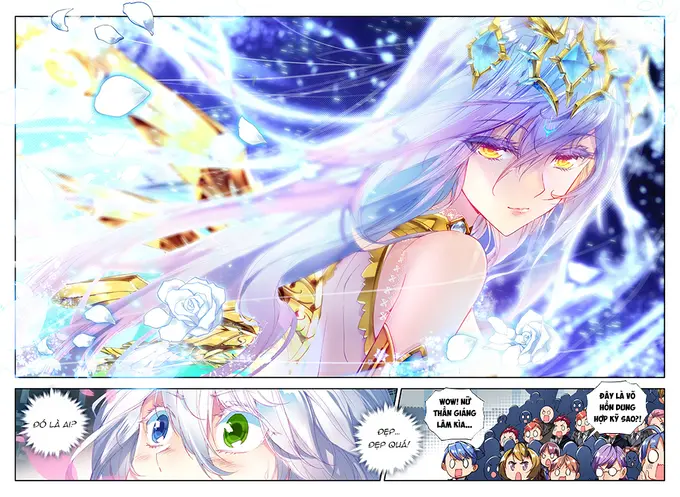 ĐÓ LÀ AI?
ĐẸP...
ĐẸP QUÁ!
WOW! NỮ
THẦN GIÁNG
LÂM KÌA...
ĐÂY LÀ VÕ
HỒN DUNG
HỢP KỸ SAO?!